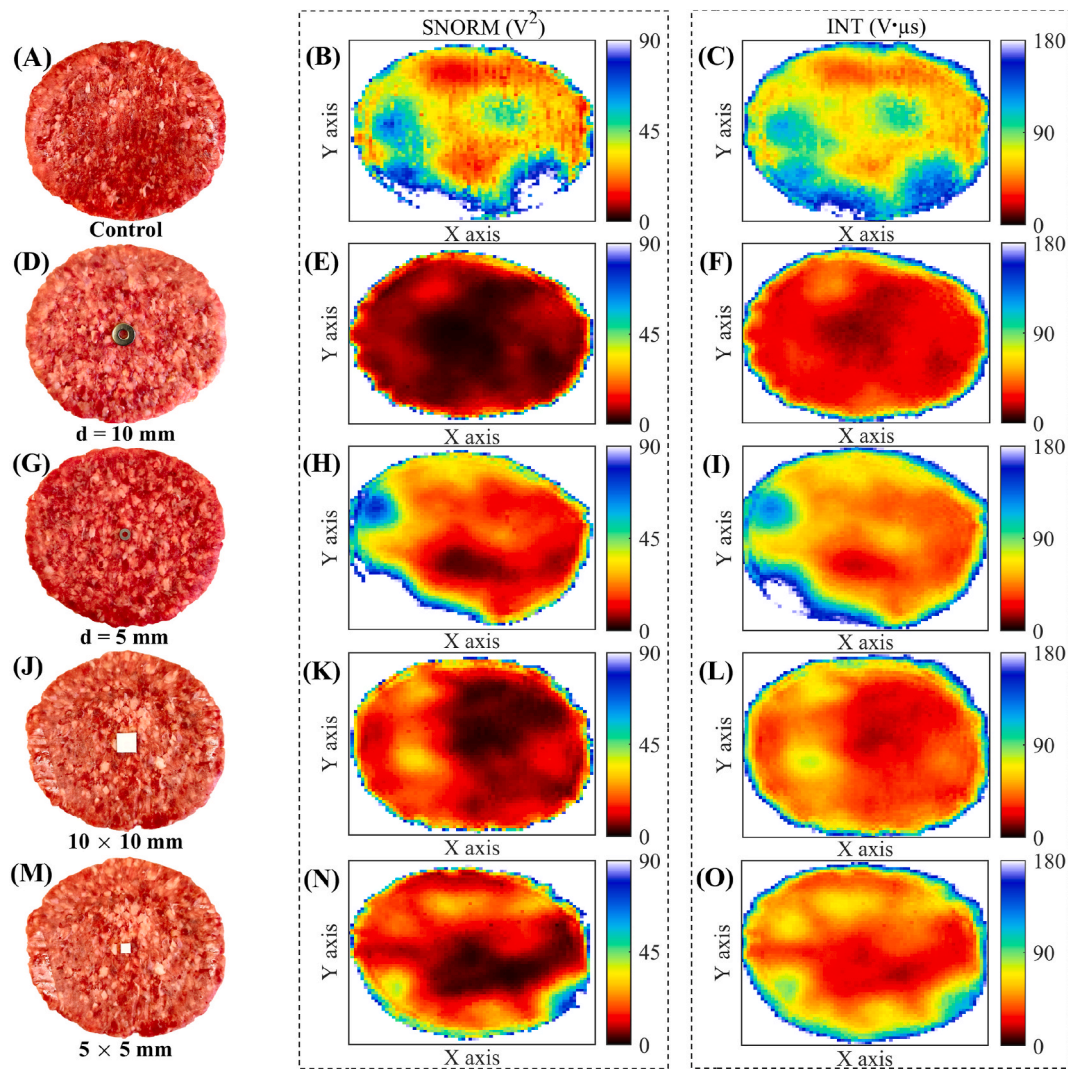 SNORM (V²)
INT (V•μs)
(A)
Control
(B)
Y axis
X axis
90
45
0
(C)
Y axis
X axis
180
90
0
(D)
d = 10 mm
(E)
Y axis
X axis
90
45
0
(F)
Y axis
X axis
180
90
0
(G)
d = 5 mm
(H)
Y axis
X axis
90
45
0
(I)
Y axis
X axis
180
90
0
(J)
10 × 10 mm
(K)
Y axis
X axis
90
45
0
(L)
Y axis
X axis
180
90
0
(M)
5 × 5 mm
(N)
Y axis
X axis
90
45
0
(O)
Y axis
X axis
180
90
0